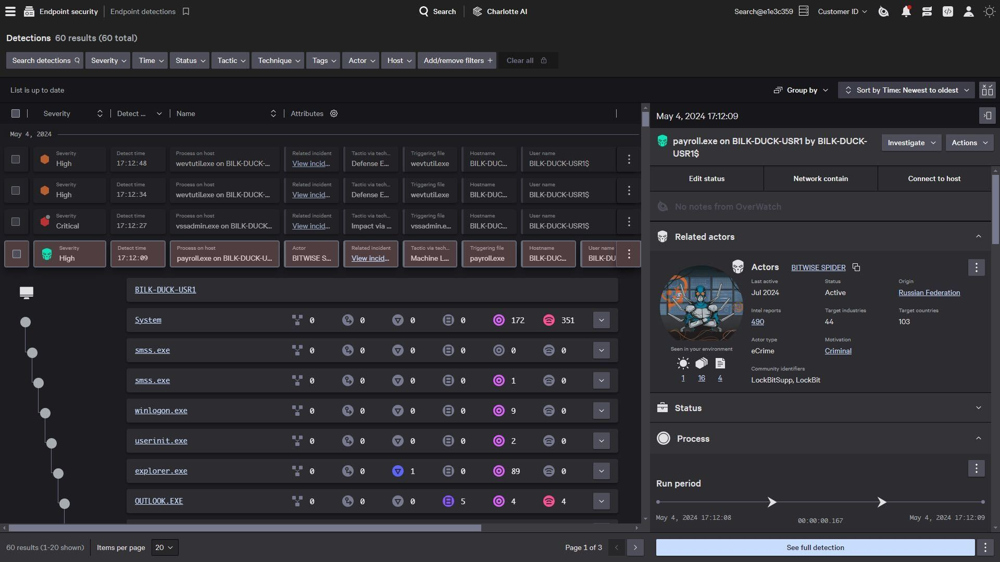 Endpoint security
Endpoint detections
Search
Charlotte AI
Search@e1e3c359
Customer ID
Detections 60 results (60 total)
Search detections
Severity
Time
Status
Tactic
Technique
Tags
Actor
Host
Add/remove filters +
Clear all
List is up to date
Group by
Sort by Time: Newest to oldest
Severity
Detect ...
Name
Attributes
May 4, 2024
Severity Detect time Process on host Related incident Tactic via tech... Triggering file Hostname User name
High 17:12:48 wevtutil.exe on BILK-DUCK-... View incid... Defense E... wevtutil.exe BILK-DUC... BILK-DUCK-USR1$
Severity Detect time Process on host Related incident Tactic via tech... Triggering file Hostname User name
High 17:12:34 wevtutil.exe on BILK-DUCK-... View incid... Defense E... wevtutil.exe BILK-DUC... BILK-DUCK-USR1$
Severity Detect time Process on host Related incident Tactic via tech... Triggering file Hostname User name
Critical 17:12:27 vssadmin.exe on BILK-DUCK... View incid... Impact via ... vssadmin.e... BILK-DUC... BILK-DUCK-USR1$
Severity Detect time Process on host Actor Related incident Tactic via tech... Triggering file Hostname User name
High 17:12:09 payroll.exe on BILK-DUCK-U... BITWISE S... View incid... Machine L... payroll.exe BILK-DUC... BILK-DU
BILK-DUCK-USR1
System 0 0 0 0 172 351
smss.exe 0 0 0 0 0 0
smss.exe 0 0 0 0 1 0
winlogon.exe 0 0 0 0 9 0
userinit.exe 0 0 0 0 2 0
explorer.exe 0 0 1 0 89 0
OUTLOOK.EXE 0 0 0 5 4 4
60 results (1-20 shown)
Items per page
20
Page 1 of 3
May 4, 2024 17:12:09
payroll.exe on BILK-DUCK-USR1 by BILK-DUCK-
USR1$
Investigate
Actions
Edit status
Network contain
Connect to host
No notes from OverWatch
Related actors
Actors BITWISE SPIDER
Last active Status Origin
Jul 2024 Active Russian Federation
Intel reports Target industries Target countries
490 44 103
Actor type Motivation
eCrime Criminal
Community identifiers
LockBitSupp, LockBit
Seen in your environment
1 16 4
Status
Process
Run period
May 4, 2024 17:12:08
00:00:00.167
May 4, 2024 17:12:09
See full detection